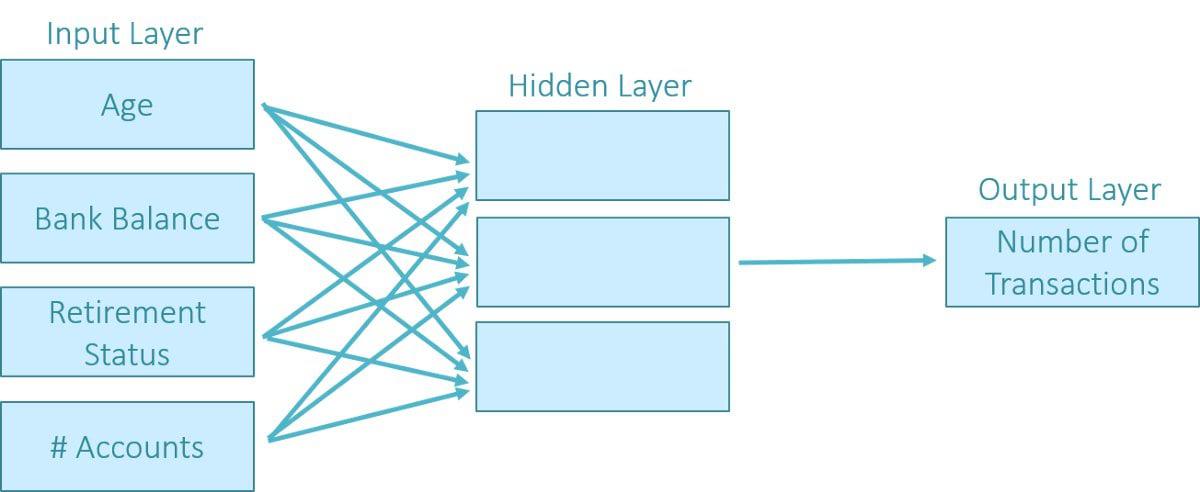 Input Layer
Age
Bank Balance
Retirement
Status
# Accounts
Hidden Layer
Output Layer
Number of
Transactions